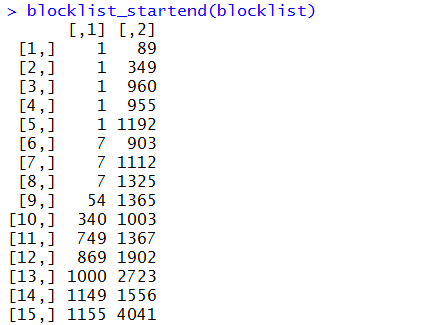 > blocklist_startend(blocklist)
      [,1] [,2]
 [1,]    1   89
 [2,]    1  349
 [3,]    1  960
 [4,]    1  955
 [5,]    1 1192
 [6,]    7  903
 [7,]    7 1112
 [8,]    7 1325
 [9,]   54 1365
[10,]  340 1003
[11,]  749 1367
[12,]  869 1902
[13,] 1000 2723
[14,] 1149 1556
[15,] 1155 4041